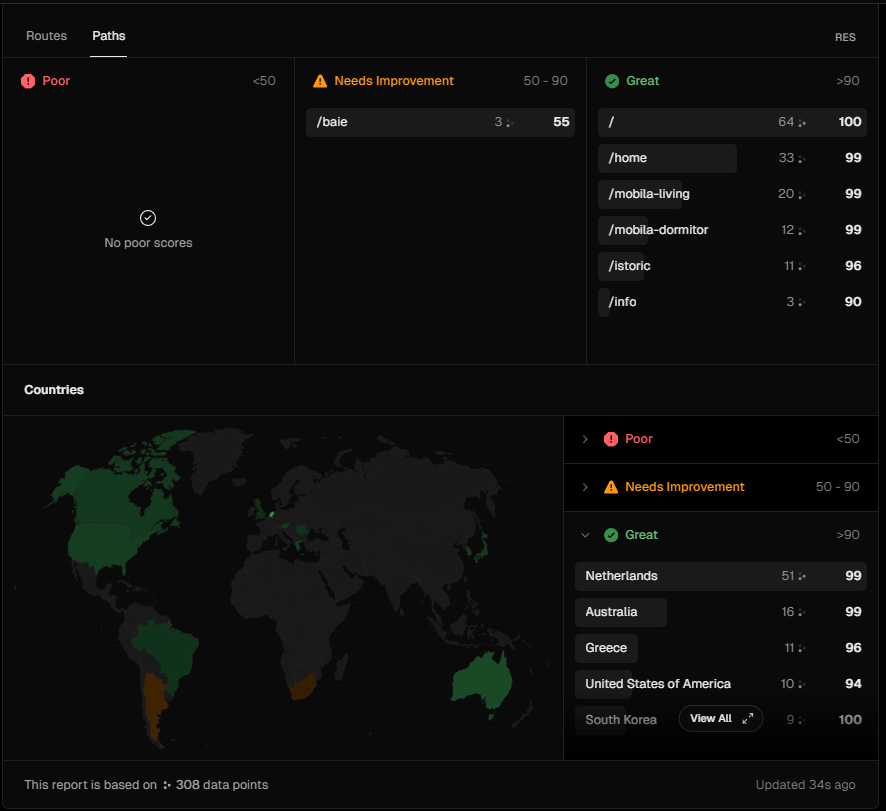 Routes Paths RES
Poor <50
Needs Improvement 50 - 90
Great >90
/baie 3 55
/ 64 100
/home 33 99
/mobila-living 20 99
/mobila-dormitor 12 99
/istoric 11 96
/info 3 90
No poor scores
Countries
Poor <50
Needs Improvement 50 - 90
Great >90
Netherlands 51 99
Australia 16 99
Greece 11 96
United States of America 10 94
South Korea 9 100
View All
This report is based on 308 data points
Updated 34s ago